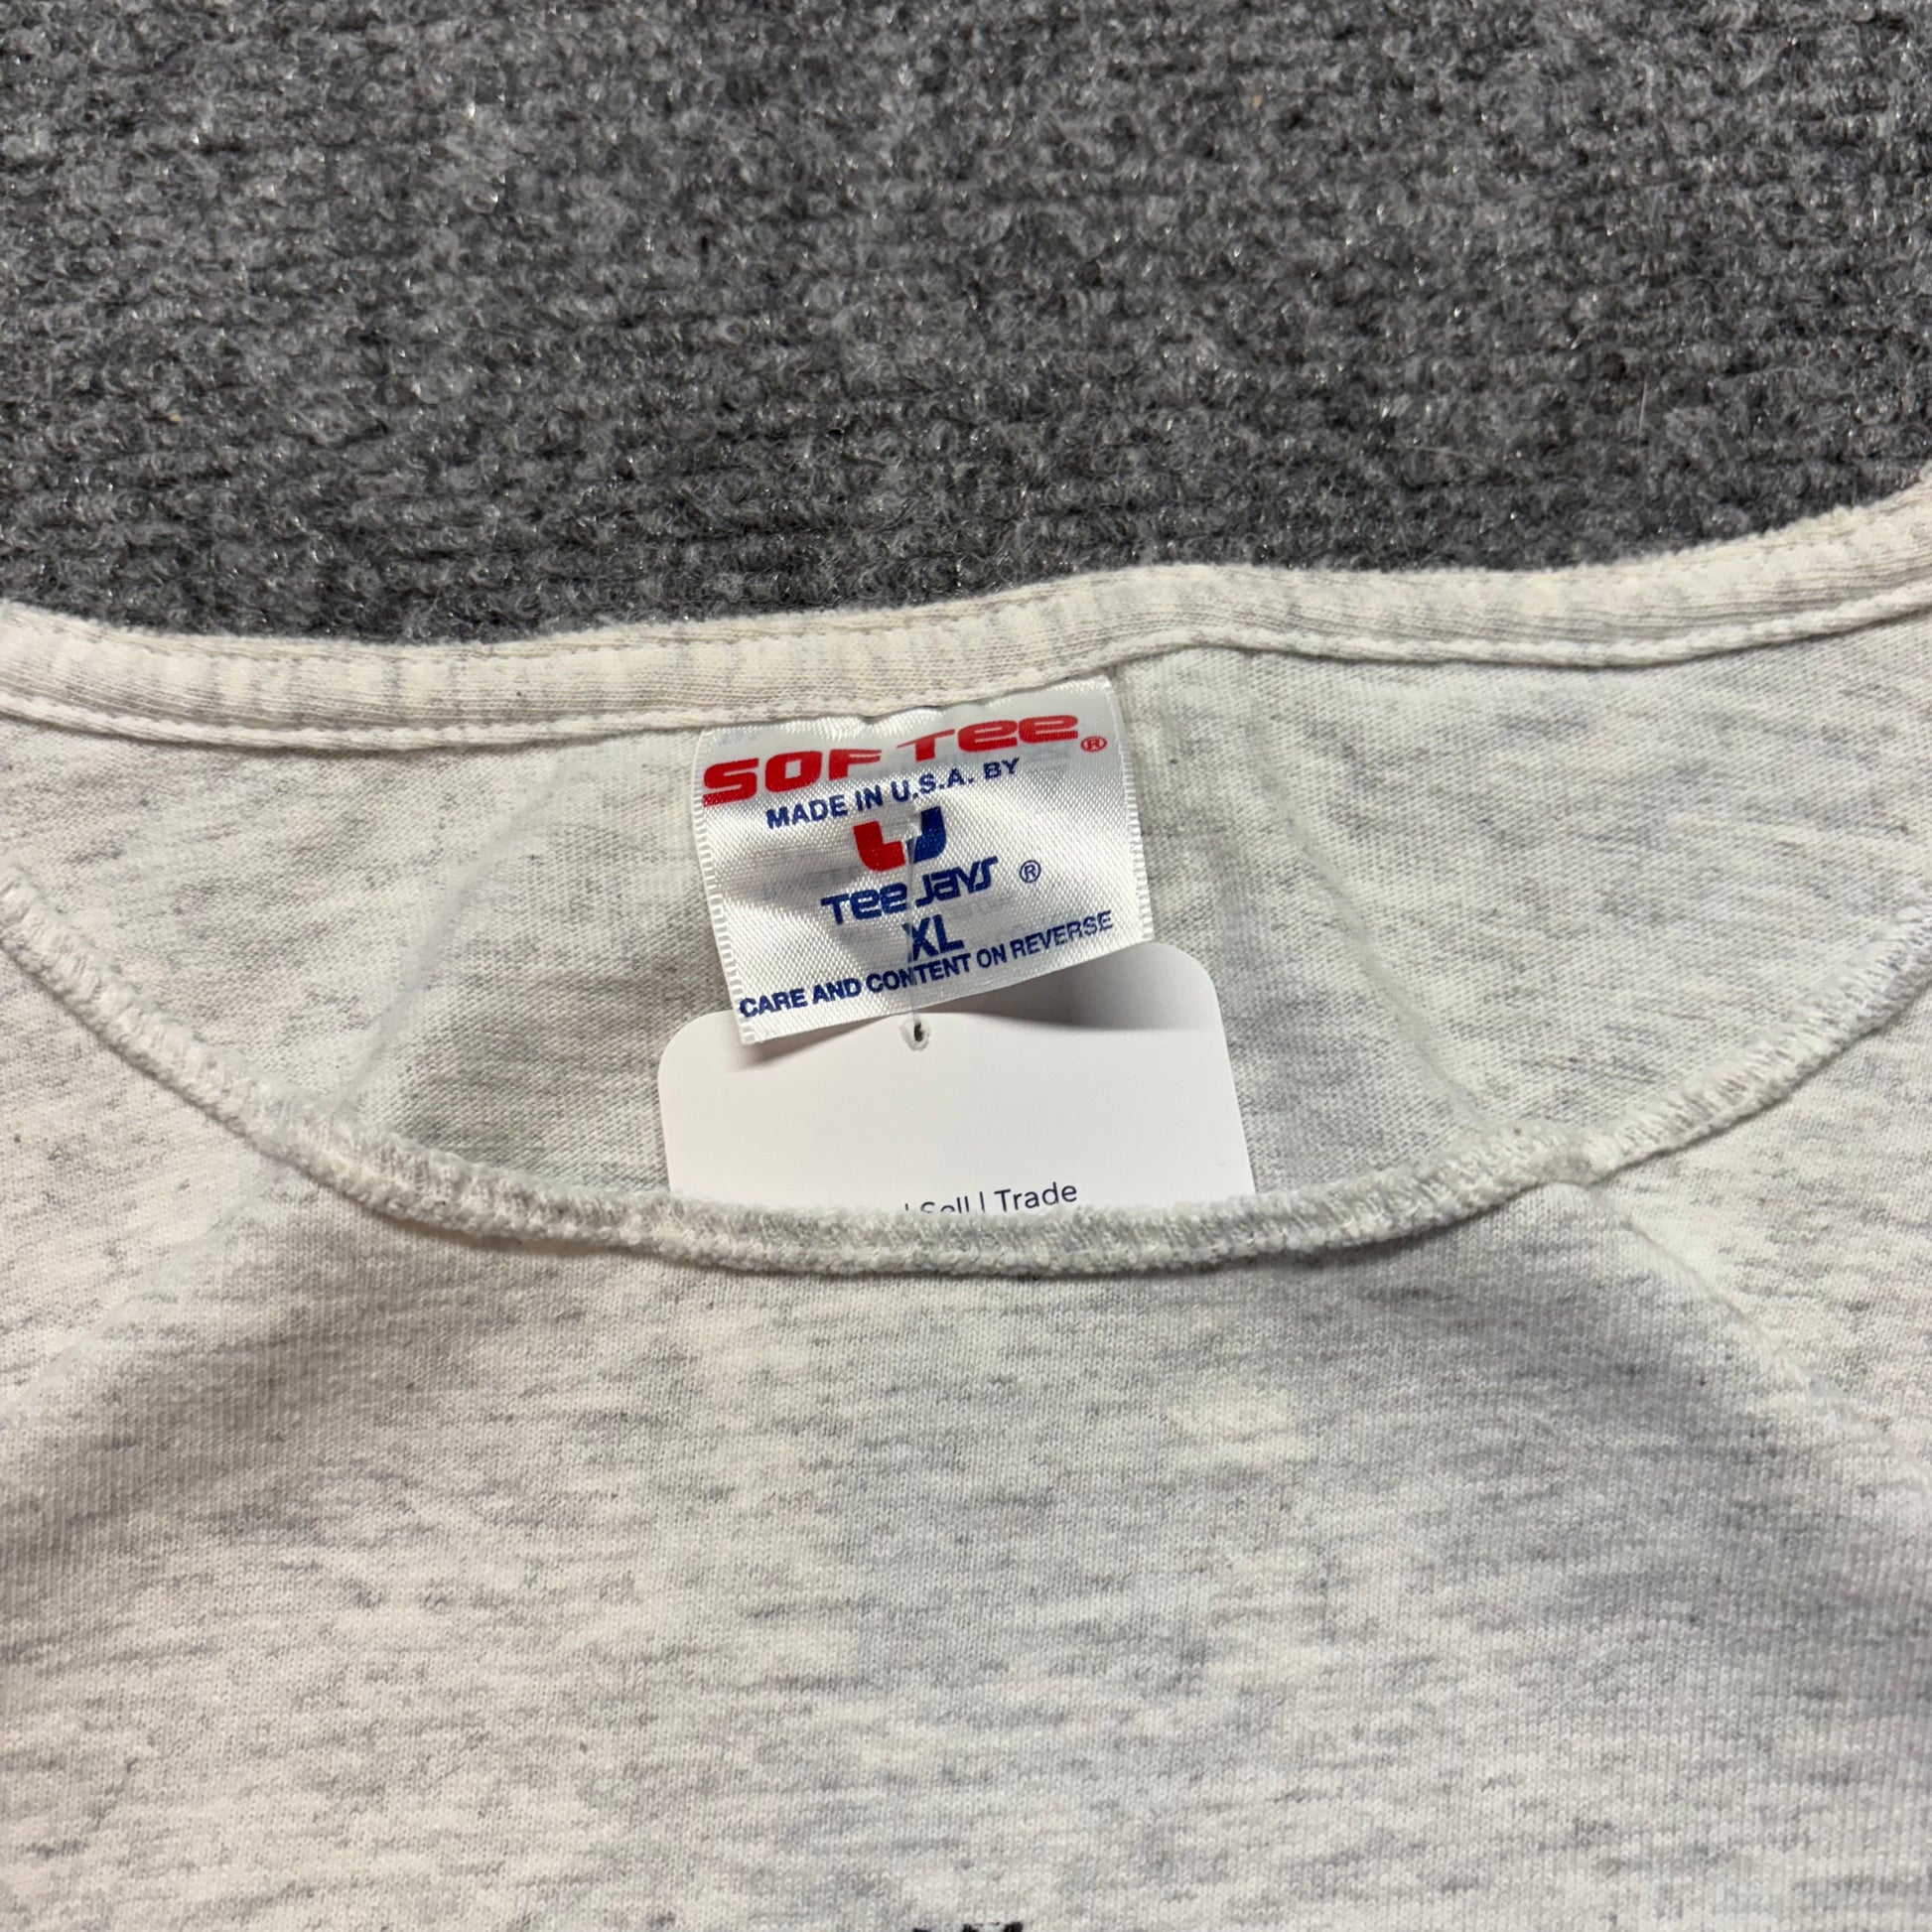 SOF TEE®
MADE IN U.S.A. BY
TEE JAYS ®
XL
CARE AND CONTENT ON REVERSE
| Sell | Trade